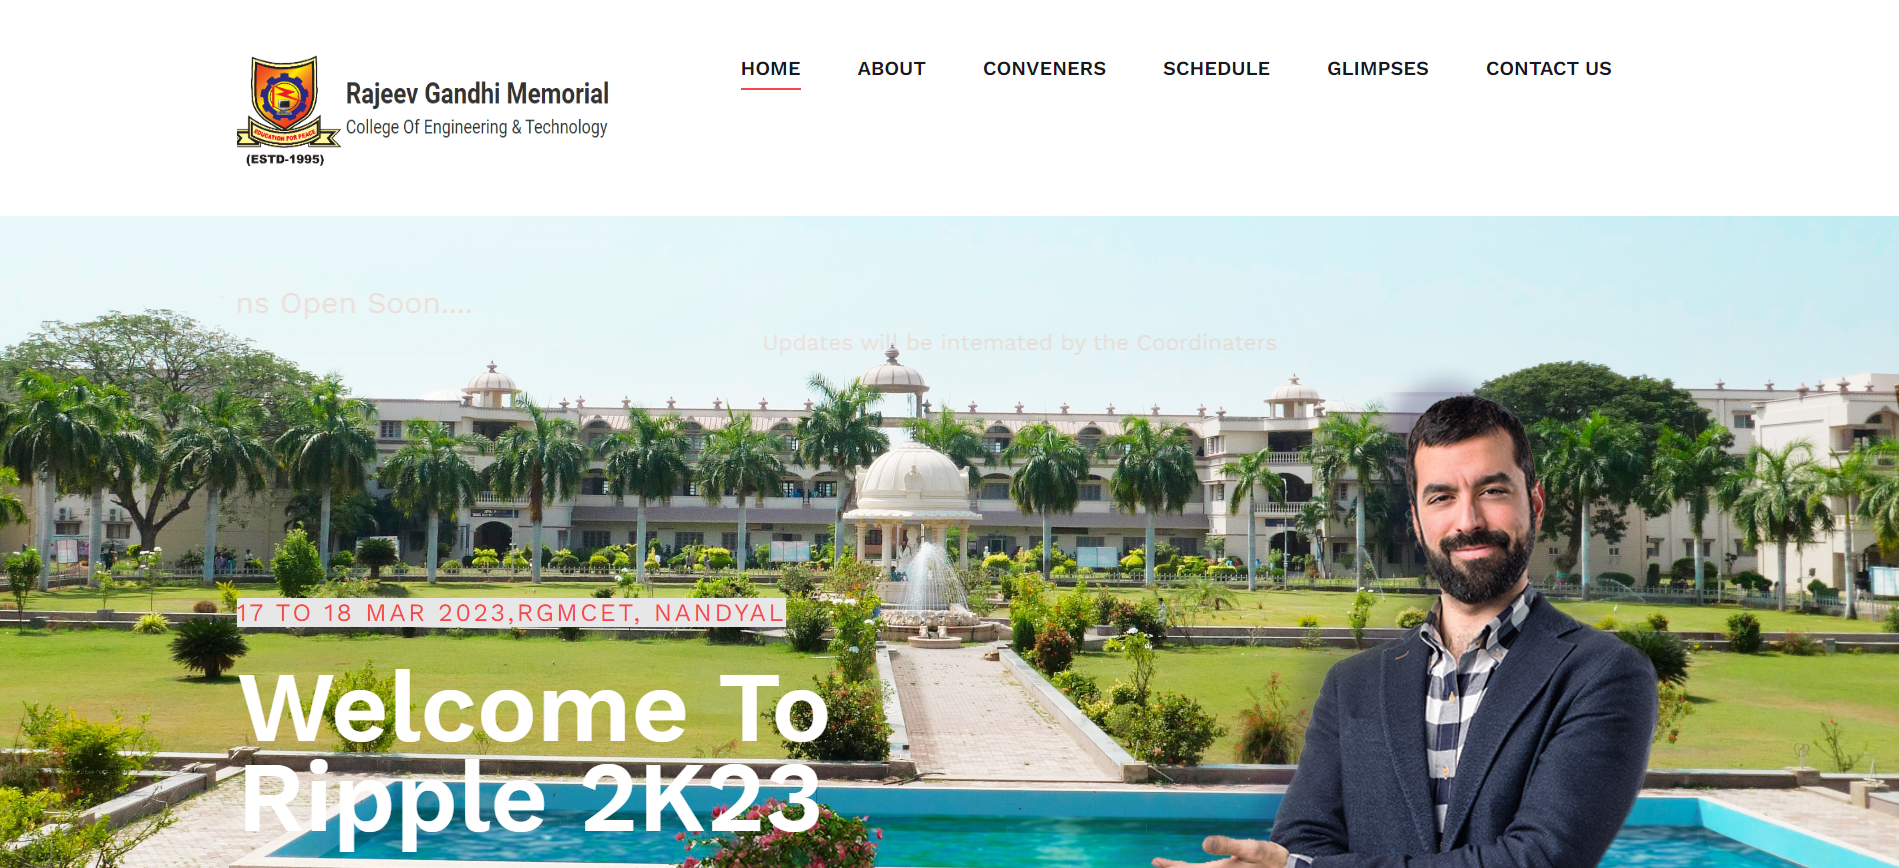 HOME ABOUT CONVENERS SCHEDULE GLIMPSES CONTACT US
Rajeev Gandhi Memorial
College Of Engineering & Technology
EDUCATION FOR PEACE
(ESTD-1995)
ns Open Soon....
Updates will be intemated by the Coordinaters
17 TO 18 MAR 2023,RGMCET, NANDYAL
Welcome To
Ripple 2K23